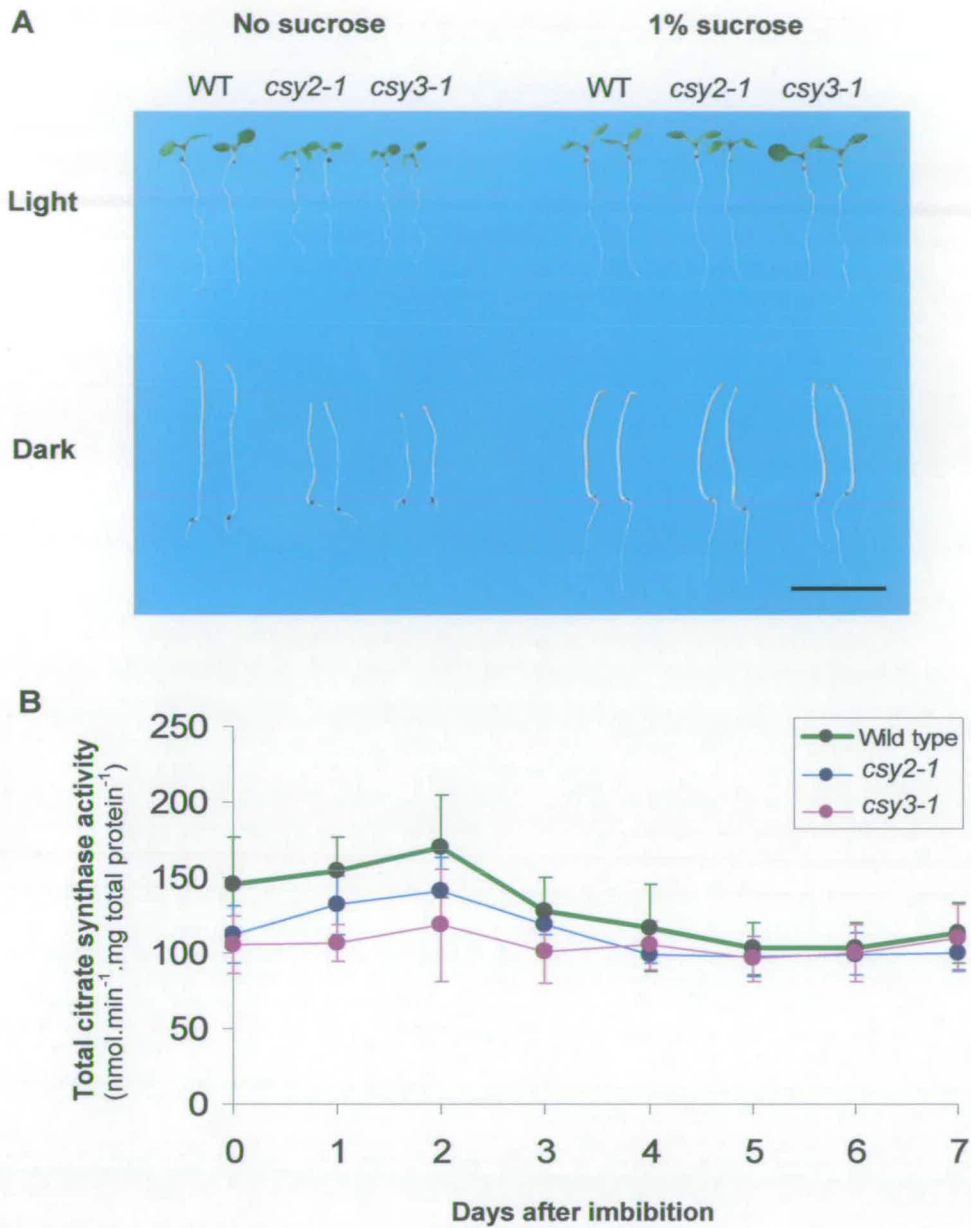 A
No sucrose 1% sucrose
WT csy2-1 csy3-1 WT csy2-1 csy3-1
Light
Dark
B
Total citrate synthase activity
(nmol.min⁻¹.mg total protein⁻¹)
250
200
150
100
50
0
Wild type
csy2-1
csy3-1
0 1 2 3 4 5 6 7
Days after imbibition